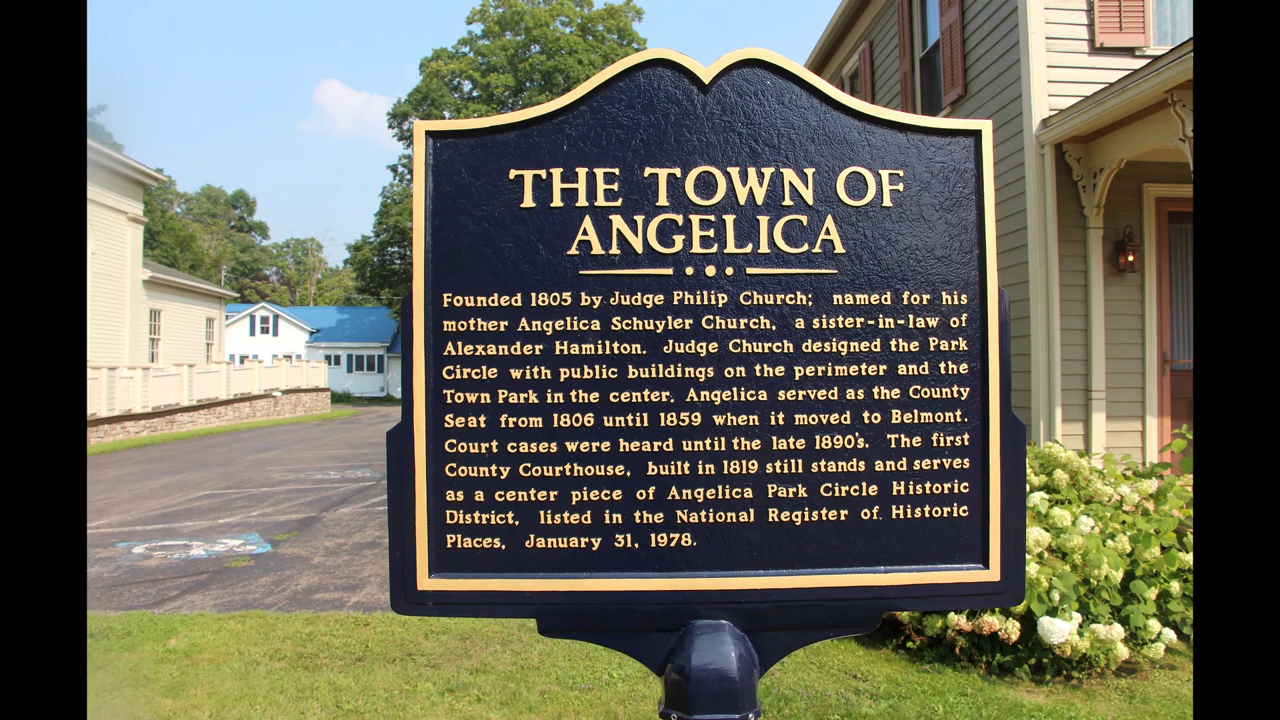 THE TOWN OF
ANGELICA
Founded 1805 by Judge Philip Church; named for his
mother Angelica Schuyler Church, a sister-in-law of
Alexander Hamilton. Judge Church designed the Park
Circle with public buildings on the perimeter and the
Town Park in the center. Angelica served as the County
Seat from 1806 until 1859 when it moved to Belmont.
Court cases were heard until the late 1890's. The first
County Courthouse, built in 1819 still stands and serves
as a center piece of Angelica Park Circle Historic
District, listed in the National Register of Historic
Places, January 31, 1978.